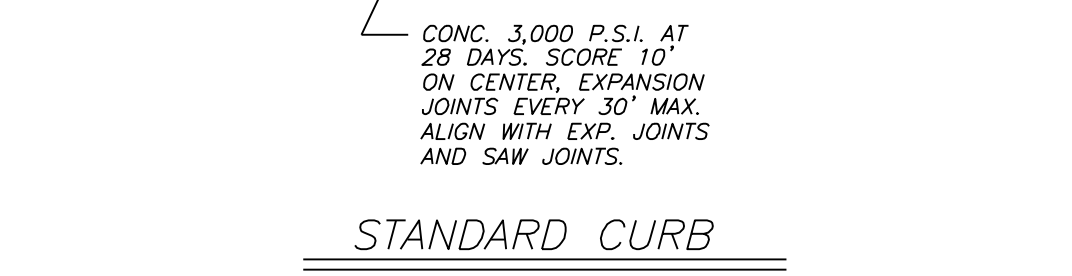 CONC. 3,000 P.S.I. AT
28 DAYS. SCORE 10'
ON CENTER, EXPANSION
JOINTS EVERY 30' MAX.
ALIGN WITH EXP. JOINTS
AND SAW JOINTS.
STANDARD CURB